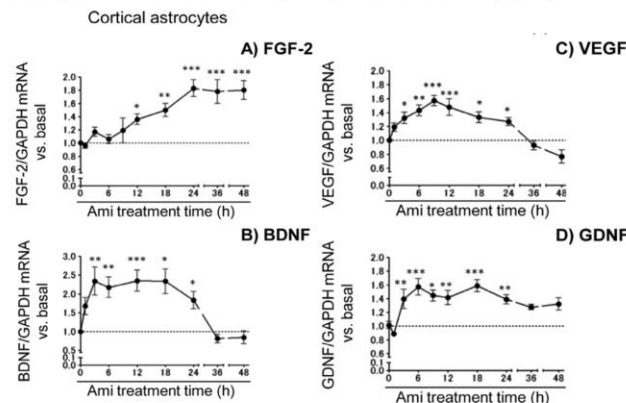 Cortical astrocytes
A) FGF-2
FGF-2/GAPDH mRNA
vs. basal
2.0
1.8
1.6
1.4
1.2
1.0
0.8
0.6
0.1
0.0
* ** *** *** ***
0 6 12 18 24 36 48
Ami treatment time (h)
C) VEGF
VEGF/GAPDH mRNA
vs. basal
2.0
1.8
1.6
1.4
1.2
1.0
0.8
0.6
0.1
0.0
* ** *** *** * *
0 6 12 18 24 36 48
Ami treatment time (h)
B) BDNF
BDNF/GAPDH mRNA
vs. basal
3.0
2.5
2.0
1.5
1.0
0.5
0.1
0.0
** ** *** * *
0 6 12 18 24 36 48
Ami treatment time (h)
D) GDNF
GDNF/GAPDH mRNA
vs. basal
2.0
1.8
1.6
1.4
1.2
1.0
0.8
0.6
0.1
0.0
** *** * ** *** **
0 6 12 18 24 36 48
Ami treatment time (h)